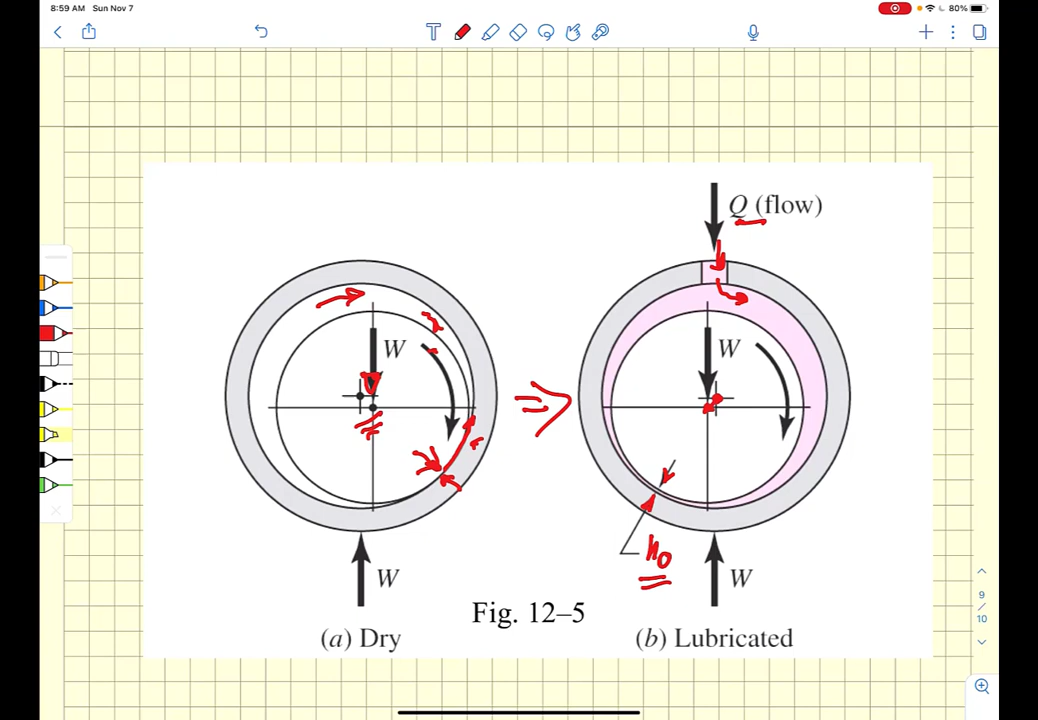 8:59 AM Sun Nov 7
80%
T
Q (flow)
W
W
h0
W
W
Fig. 12–5
(a) Dry
(b) Lubricated
9
/
10